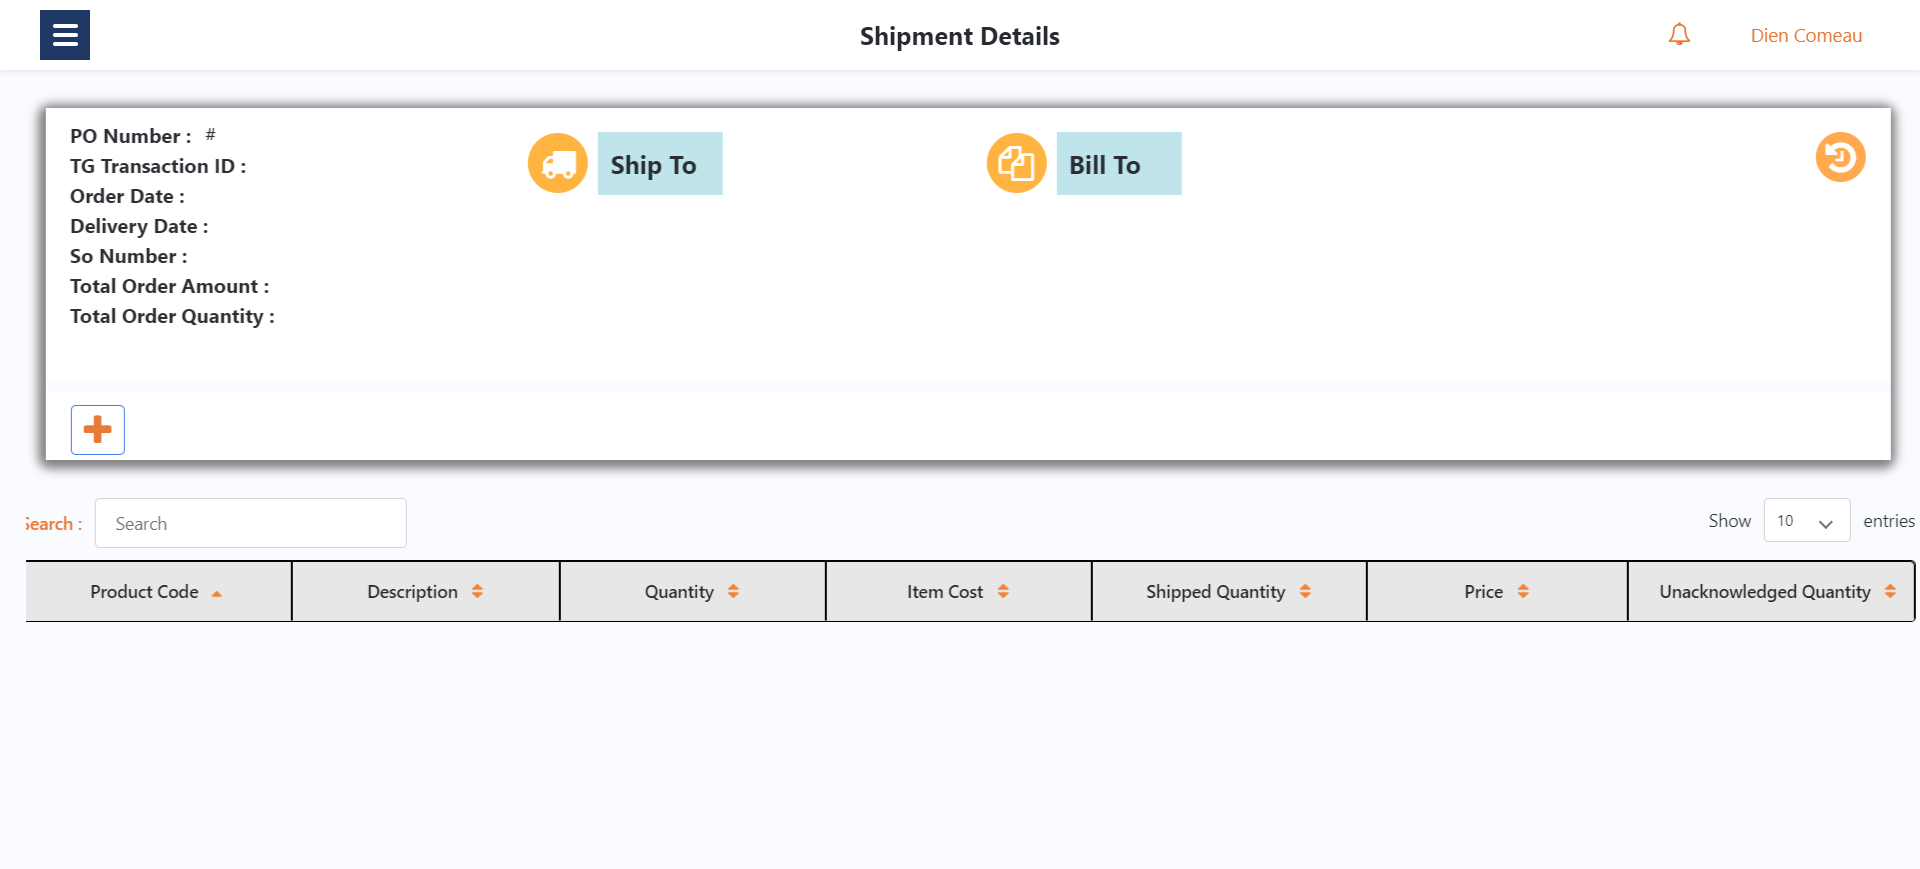 Shipment Details
Dien Comeau
PO Number : #
TG Transaction ID :
Order Date :
Delivery Date :
So Number :
Total Order Amount :
Total Order Quantity :
Ship To
Bill To
Search :
Search
Show 10 entries
Product Code
Description
Quantity
Item Cost
Shipped Quantity
Price
Unacknowledged Quantity